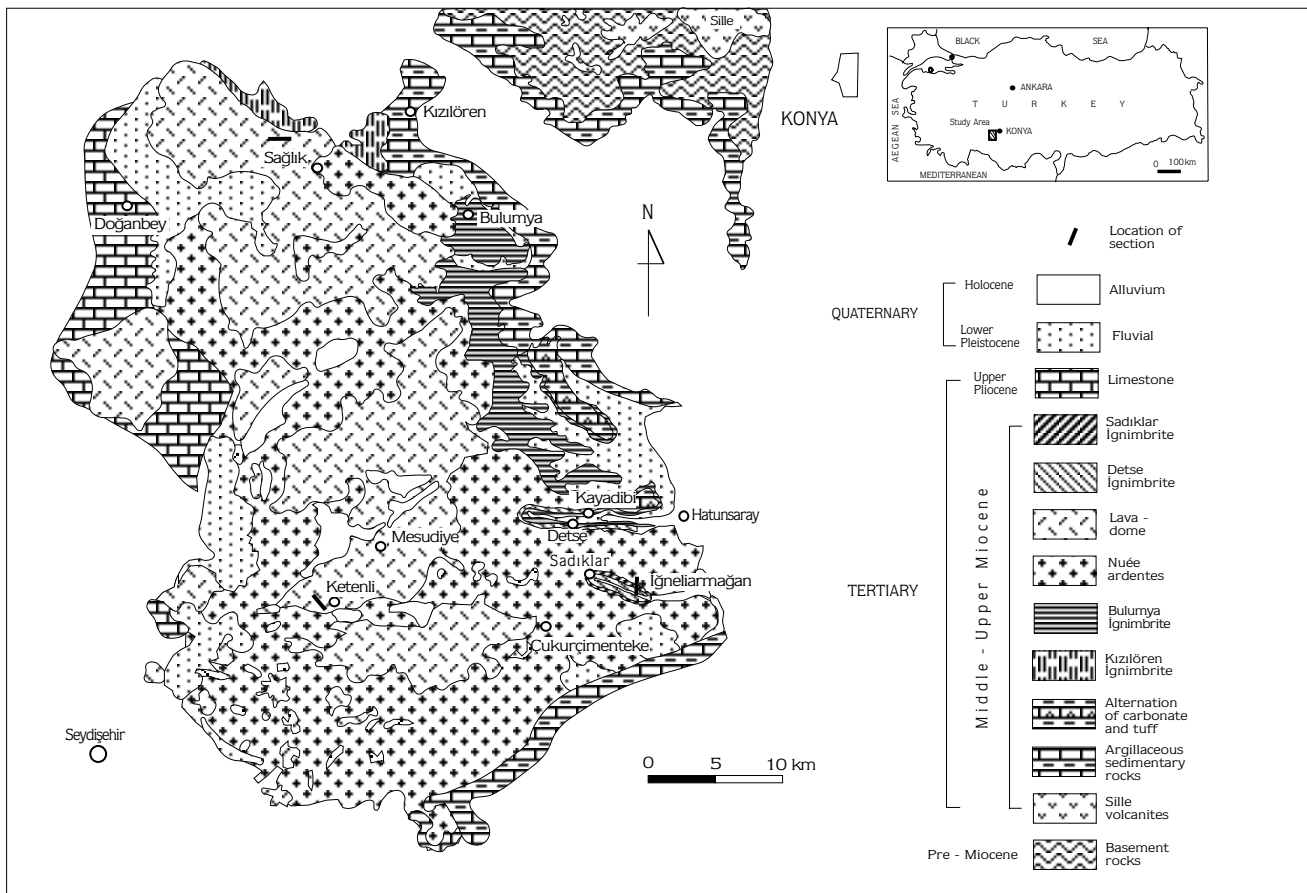 Sille
Kızılören
KONYA
Sağlık
Doğanbey
Bulumya
N
Kayadibi
Hatunsaray
Detse
Mesudiye
Sadıklar
İğneliarmağan
Ketenli
Çukurçimenteke
Seydişehir
0 5 10 km
BLACK SEA
ANKARA
T U R K E Y
AEGEAN SEA
Study Area
KONYA
MEDITERRANEAN
0 100 km
Location of
section
QUATERNARY
Holocene
Alluvium
Lower
Pleistocene
Fluvial
TERTIARY
Upper
Pliocene
Limestone
Middle - Upper Miocene
Sadıklar
İgnimbrite
Detse
İgnimbrite
Lava -
dome
Nuée
ardentes
Bulumya
İgnimbrite
Kızılören
İgnimbrite
Alternation
of carbonate
and tuff
Argillaceous
sedimentary
rocks
Sille
volcanites
Pre - Miocene
Basement
rocks